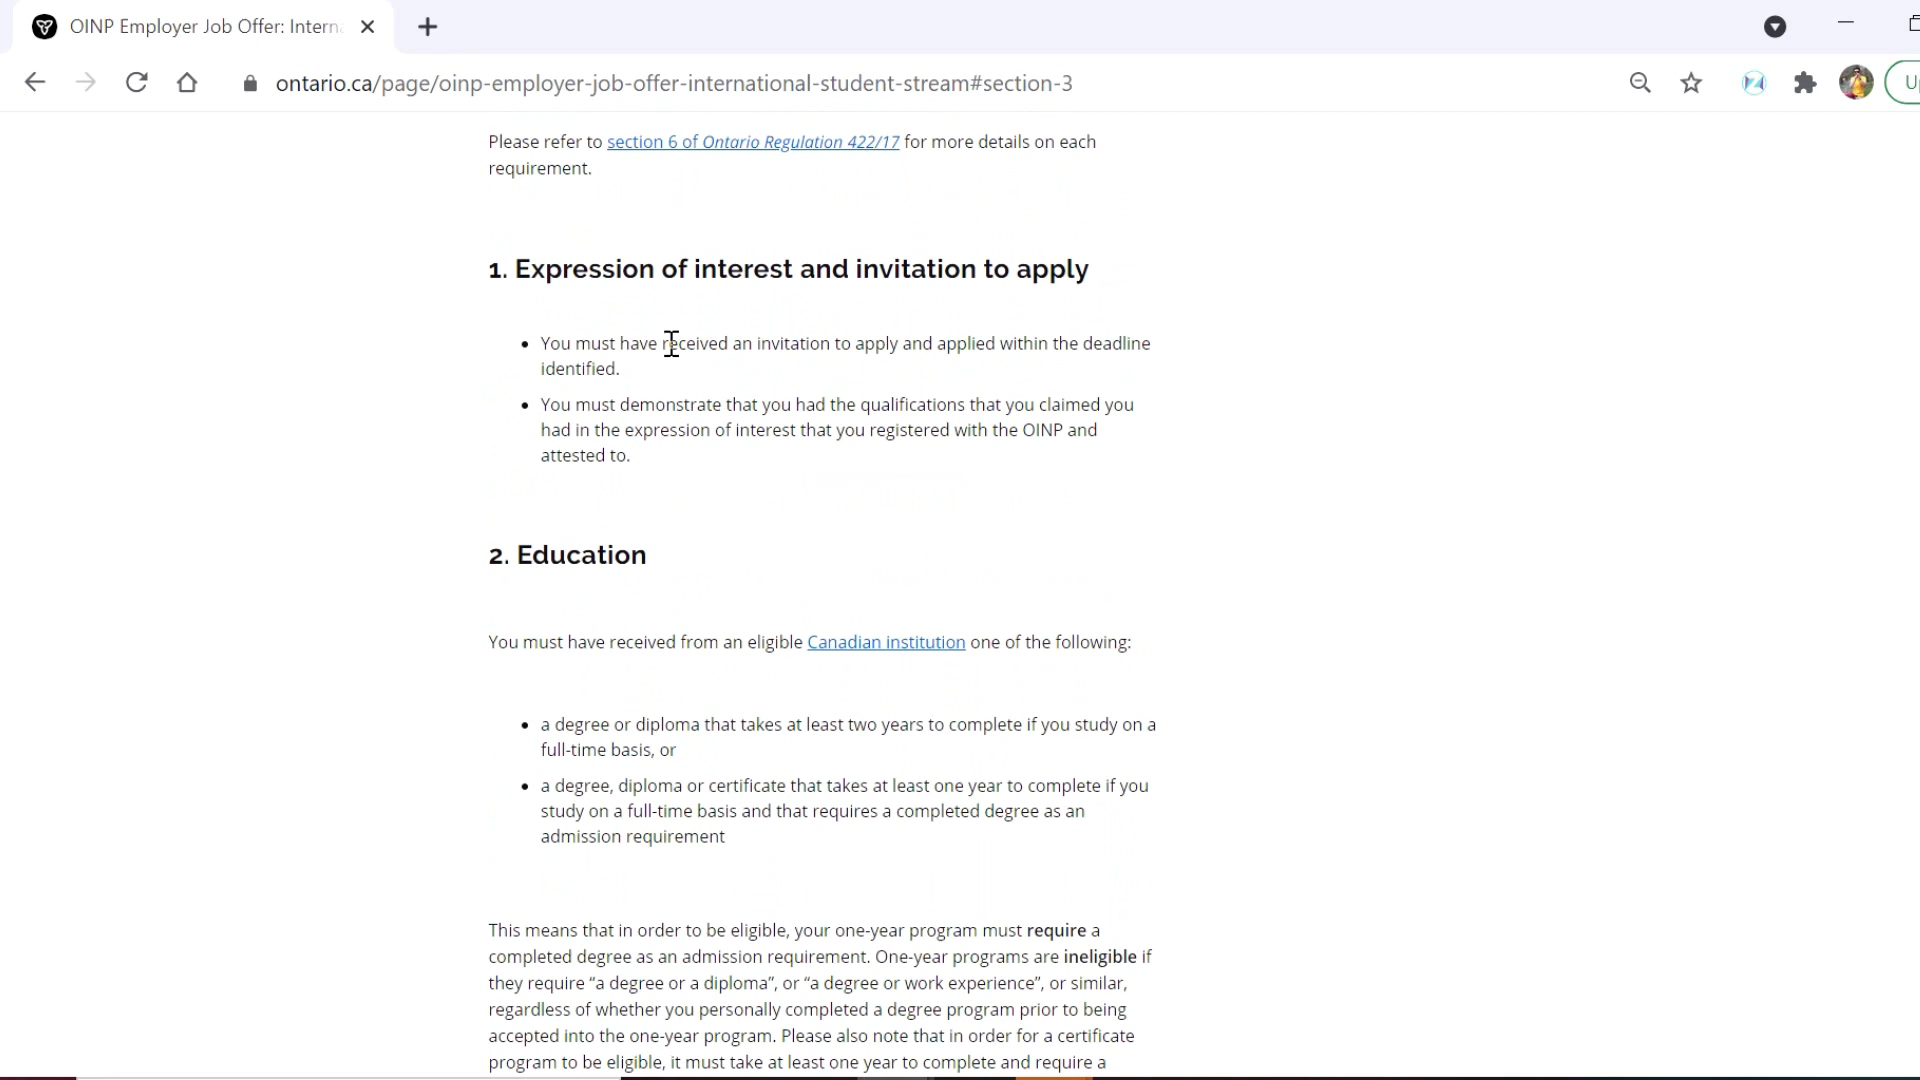 OINP Employer Job Offer: Intern
ontario.ca/page/oinp-employer-job-offer-international-student-stream#section-3
Please refer to section 6 of Ontario Regulation 422/17 for more details on each
requirement.
1. Expression of interest and invitation to apply
• You must have received an invitation to apply and applied within the deadline
identified.
• You must demonstrate that you had the qualifications that you claimed you
had in the expression of interest that you registered with the OINP and
attested to.
2. Education
You must have received from an eligible Canadian institution one of the following:
• a degree or diploma that takes at least two years to complete if you study on a
full-time basis, or
• a degree, diploma or certificate that takes at least one year to complete if you
study on a full-time basis and that requires a completed degree as an
admission requirement
This means that in order to be eligible, your one-year program must require a
completed degree as an admission requirement. One-year programs are ineligible if
they require “a degree or a diploma”, or “a degree or work experience”, or similar,
regardless of whether you personally completed a degree program prior to being
accepted into the one-year program. Please also note that in order for a certificate
program to be eligible, it must take at least one year to complete and require a